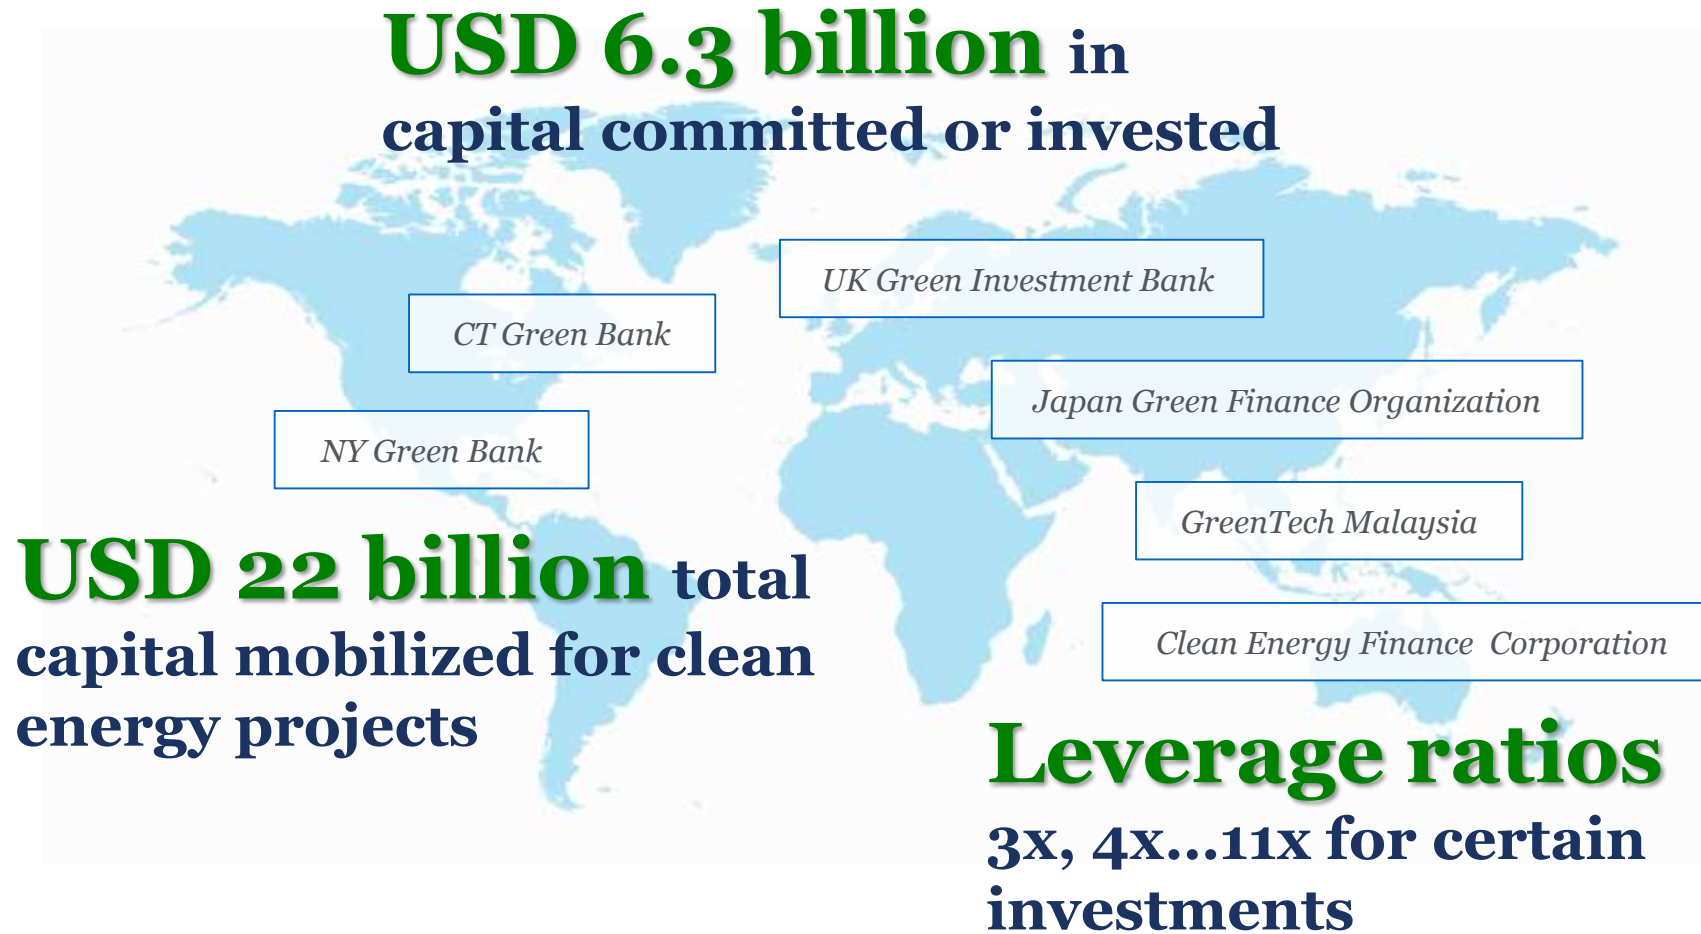 USD 6.3 billion in
capital committed or invested
UK Green Investment Bank
CT Green Bank
Japan Green Finance Organization
NY Green Bank
GreenTech Malaysia
USD 22 billion total
capital mobilized for clean
energy projects
Clean Energy Finance Corporation
Leverage ratios
3x, 4x...11x for certain
investments